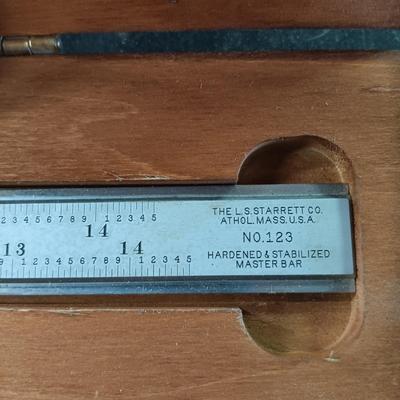 2 3 4 5 6 7 8 9 1 2 3 4 5
14
THE L.S. STARRETT CO.
ATHOL, MASS. U.S.A.
NO. 123
HARDENED & STABILIZED
MASTER BAR
13 14
9 1 2 3 4 5 6 7 8 9 1 2 3 4 5